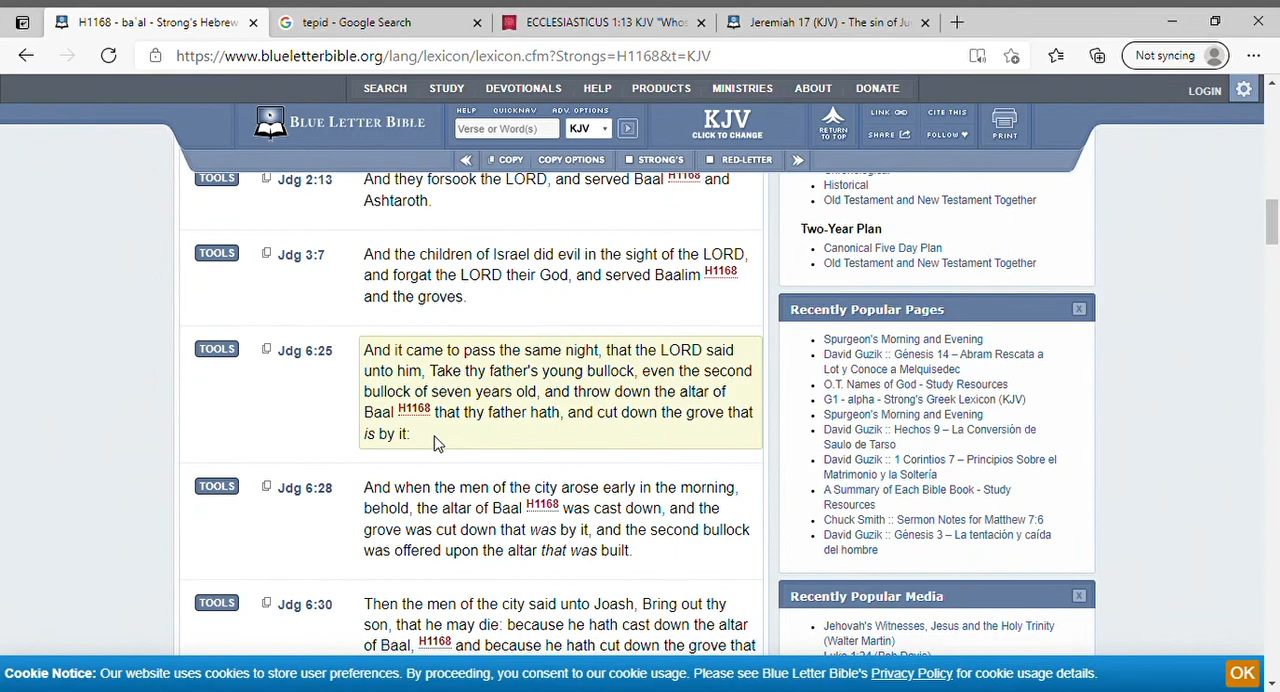 H1168 - baʻal - Strong's Hebrew
tepid - Google Search
ECCLESIASTICUS 1:13 KJV "Whos
Jeremiah 17 (KJV) - The sin of Ju
https://www.blueletterbible.org/lang/lexicon/lexicon.cfm?Strongs=H1168&t=KJV
Not syncing
SEARCH STUDY DEVOTIONALS HELP PRODUCTS MINISTRIES ABOUT DONATE
LOGIN
BLUE LETTER BIBLE
HELP QUICKNAV ADV. OPTIONS
Verse or Word(s) KJV
KJV
CLICK TO CHANGE
RETURN
TO TOP
LINK CITE THIS
SHARE FOLLOW
PRINT
COPY COPY OPTIONS STRONG'S RED-LETTER
TOOLS Jdg 2:13 And they forsook the LORD, and served Baal H1168 and
Ashtaroth.
TOOLS Jdg 3:7 And the children of Israel did evil in the sight of the LORD,
and forgat the LORD their God, and served Baalim H1168
and the groves.
TOOLS Jdg 6:25 And it came to pass the same night, that the LORD said
unto him, Take thy father's young bullock, even the second
bullock of seven years old, and throw down the altar of
Baal H1168 that thy father hath, and cut down the grove that
is by it:
TOOLS Jdg 6:28 And when the men of the city arose early in the morning,
behold, the altar of Baal H1168 was cast down, and the
grove was cut down that was by it, and the second bullock
was offered upon the altar that was built.
TOOLS Jdg 6:30 Then the men of the city said unto Joash, Bring out thy
son, that he may die: because he hath cast down the altar
of Baal, H1168 and because he hath cut down the grove that
Historical
Old Testament and New Testament Together
Two-Year Plan
Canonical Five Day Plan
Old Testament and New Testament Together
Recently Popular Pages
Spurgeon's Morning and Evening
David Guzik :: Génesis 14 – Abram Rescata a
Lot y Conoce a Melquisedec
O.T. Names of God - Study Resources
G1 - alpha - Strong's Greek Lexicon (KJV)
Spurgeon's Morning and Evening
David Guzik :: Hechos 9 – La Conversión de
Saulo de Tarso
David Guzik :: 1 Corintios 7 – Principios Sobre el
Matrimonio y la Soltería
A Summary of Each Bible Book - Study
Resources
Chuck Smith :: Sermon Notes for Matthew 7:6
David Guzik :: Génesis 3 – La tentación y caída
del hombre
Recently Popular Media
Jehovah's Witnesses, Jesus and the Holy Trinity
(Walter Martin)
Cookie Notice: Our website uses cookies to store user preferences. By proceeding, you consent to our cookie usage. Please see Blue Letter Bible's Privacy Policy for cookie usage details.
OK